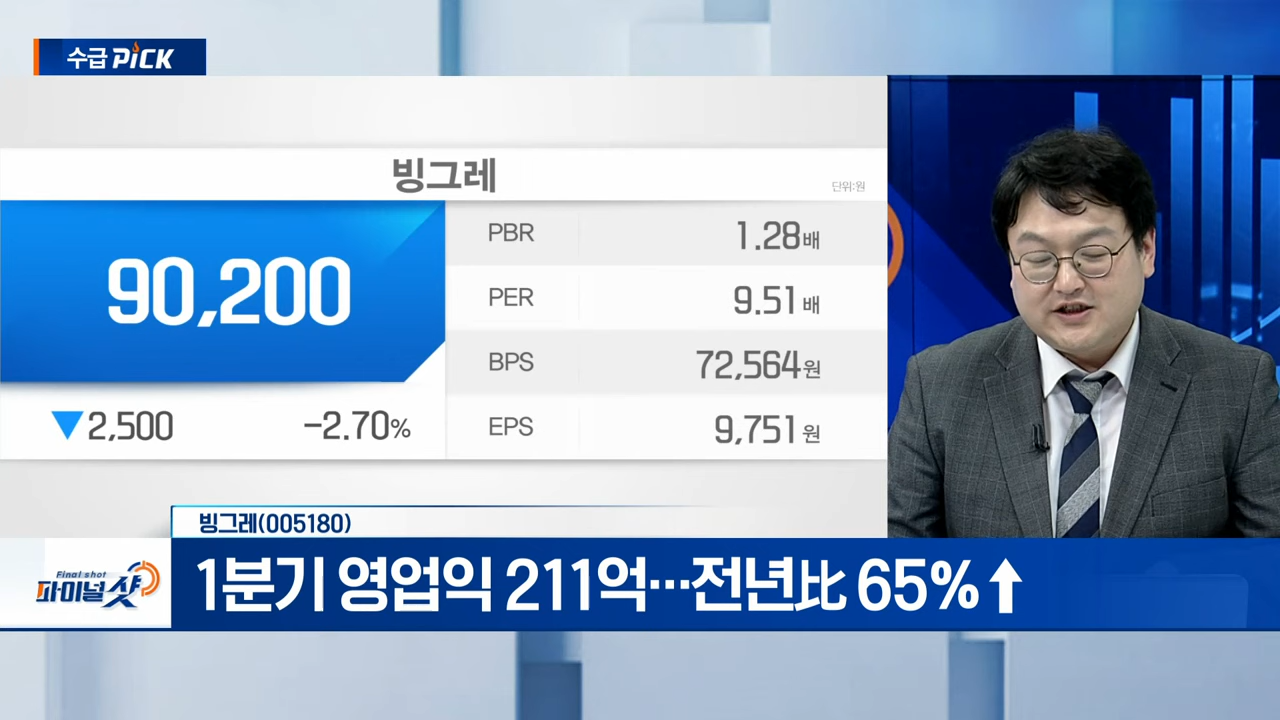 수급 PiCK
빙그레
단위:원
90,200
▼2,500 -2.70%
PBR 1.28배
PER 9.51배
BPS 72,564원
EPS 9,751원
빙그레(005180)
Final shot
파이널샷
1분기 영업익 211억…전년比 65%⬆